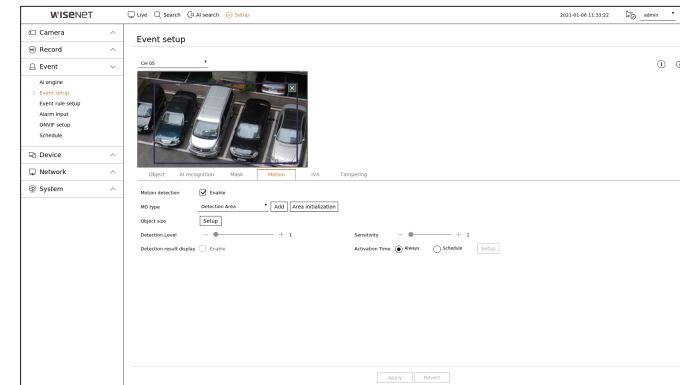 WISENET
Live Search AI search Setup 2021-01-06 11:33:22 admin
Camera
Record
Event
AI engine
Event setup
Event rule setup
Alarm input
ONVIF setup
Schedule
Device
Network
System
Event setup
CH 05
Object AI recognition Mask Motion IVA Tampering
Motion detection Enable
MD type Detection Area Add Area initialization
Object size Setup
Detection Level 1 Sensitivity 1
Detection result display Enable Activation Time Always Schedule Setup
Apply Revert